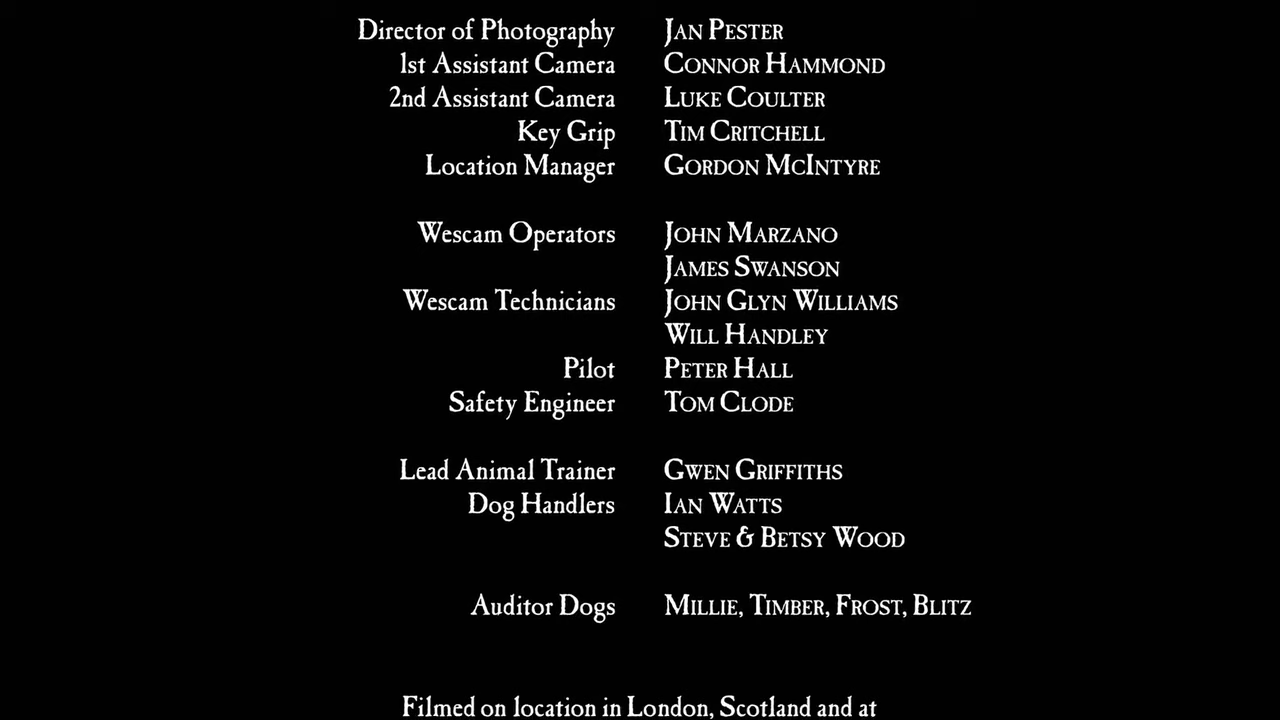 Director of Photography JAN PESTER
1st Assistant Camera CONNOR HAMMOND
2nd Assistant Camera LUKE COULTER
Key Grip TIM CRITCHELL
Location Manager GORDON MCINTYRE
Wescam Operators JOHN MARZANO
JAMES SWANSON
Wescam Technicians JOHN GLYN WILLIAMS
WILL HANDLEY
Pilot PETER HALL
Safety Engineer TOM CLODE
Lead Animal Trainer GWEN GRIFFITHS
Dog Handlers IAN WATTS
STEVE & BETSY WOOD
Auditor Dogs MILLIE, TIMBER, FROST, BLITZ
Filmed on location in London, Scotland and at